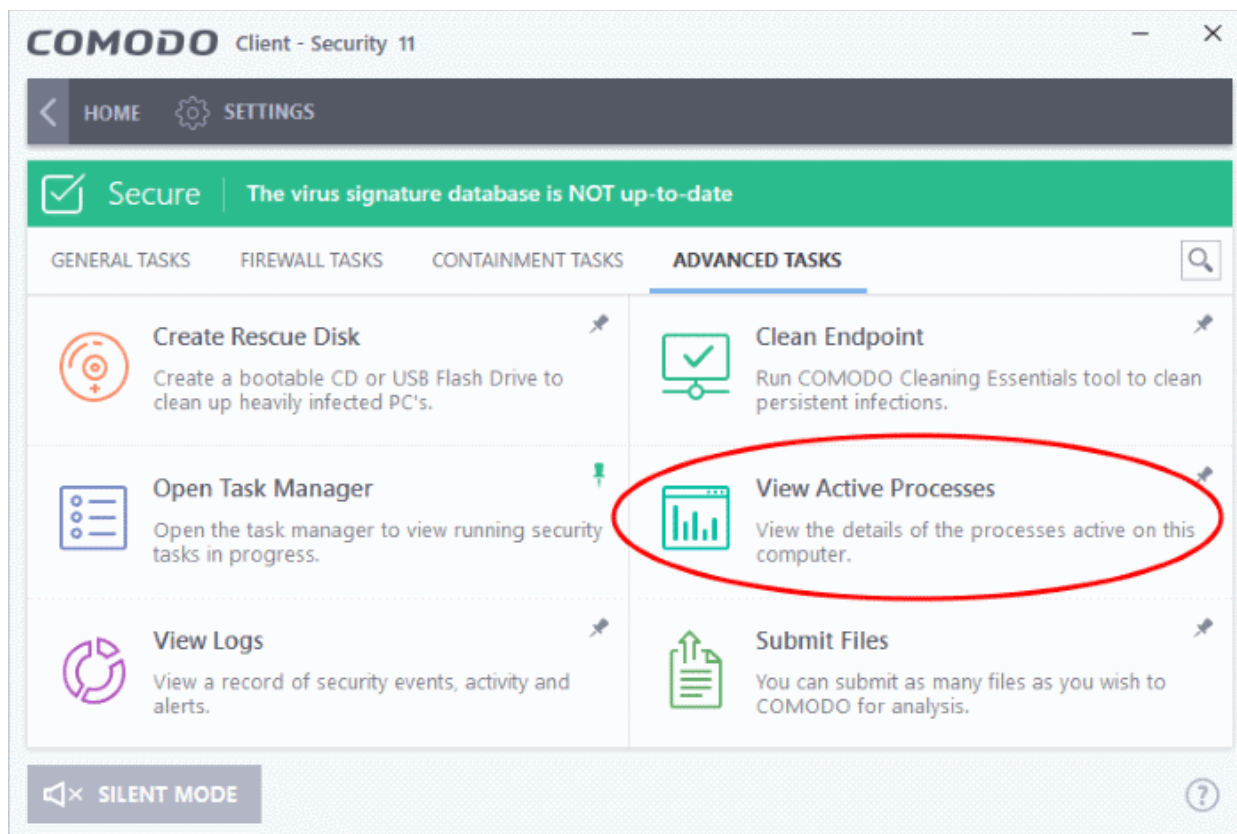 COMODO Client - Security 11
HOME SETTINGS
Secure The virus signature database is NOT up-to-date
GENERAL TASKS FIREWALL TASKS CONTAINMENT TASKS ADVANCED TASKS
Create Rescue Disk
Create a bootable CD or USB Flash Drive to
clean up heavily infected PC's.
Clean Endpoint
Run COMODO Cleaning Essentials tool to clean
persistent infections.
Open Task Manager
Open the task manager to view running security
tasks in progress.
View Active Processes
View the details of the processes active on this
computer.
View Logs
View a record of security events, activity and
alerts.
Submit Files
You can submit as many files as you wish to
COMODO for analysis.
SILENT MODE
?